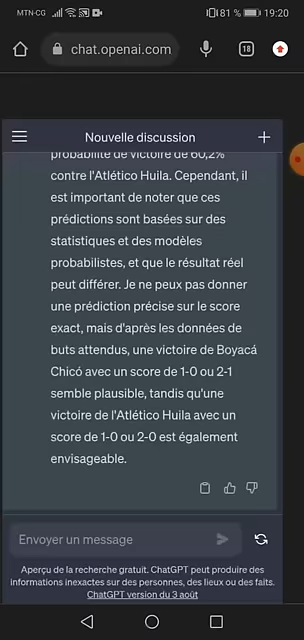 MTN-CG 81 % 19:20
chat.openai.com 18
Nouvelle discussion
probabilité de victoire de 60,2%
contre l'Atlético Huila. Cependant, il
est important de noter que ces
prédictions sont basées sur des
statistiques et des modèles
probabilistes, et que le résultat réel
peut différer. Je ne peux pas donner
une prédiction précise sur le score
exact, mais d'après les données de
buts attendus, une victoire de Boyacá
Chicó avec un score de 1-0 ou 2-1
semble plausible, tandis qu'une
victoire de l'Atlético Huila avec un
score de 1-0 ou 2-0 est également
envisageable.
Envoyer un message
Aperçu de la recherche gratuit. ChatGPT peut produire des
informations inexactes sur des personnes, des lieux ou des faits.
ChatGPT version du 3 août